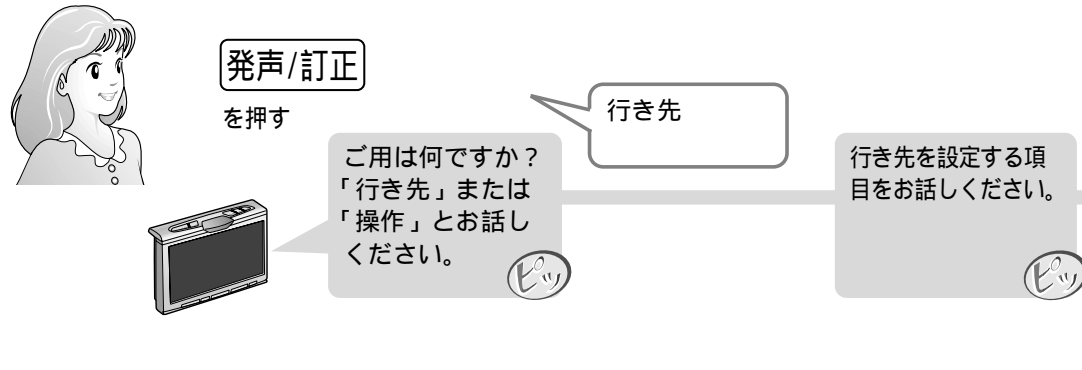 発声/訂正
を押す
行き先
ご用は何ですか?
「行き先」または
「操作」とお話し
ください。
ピッ
行き先を設定する項
目をお話しください。
ピッ